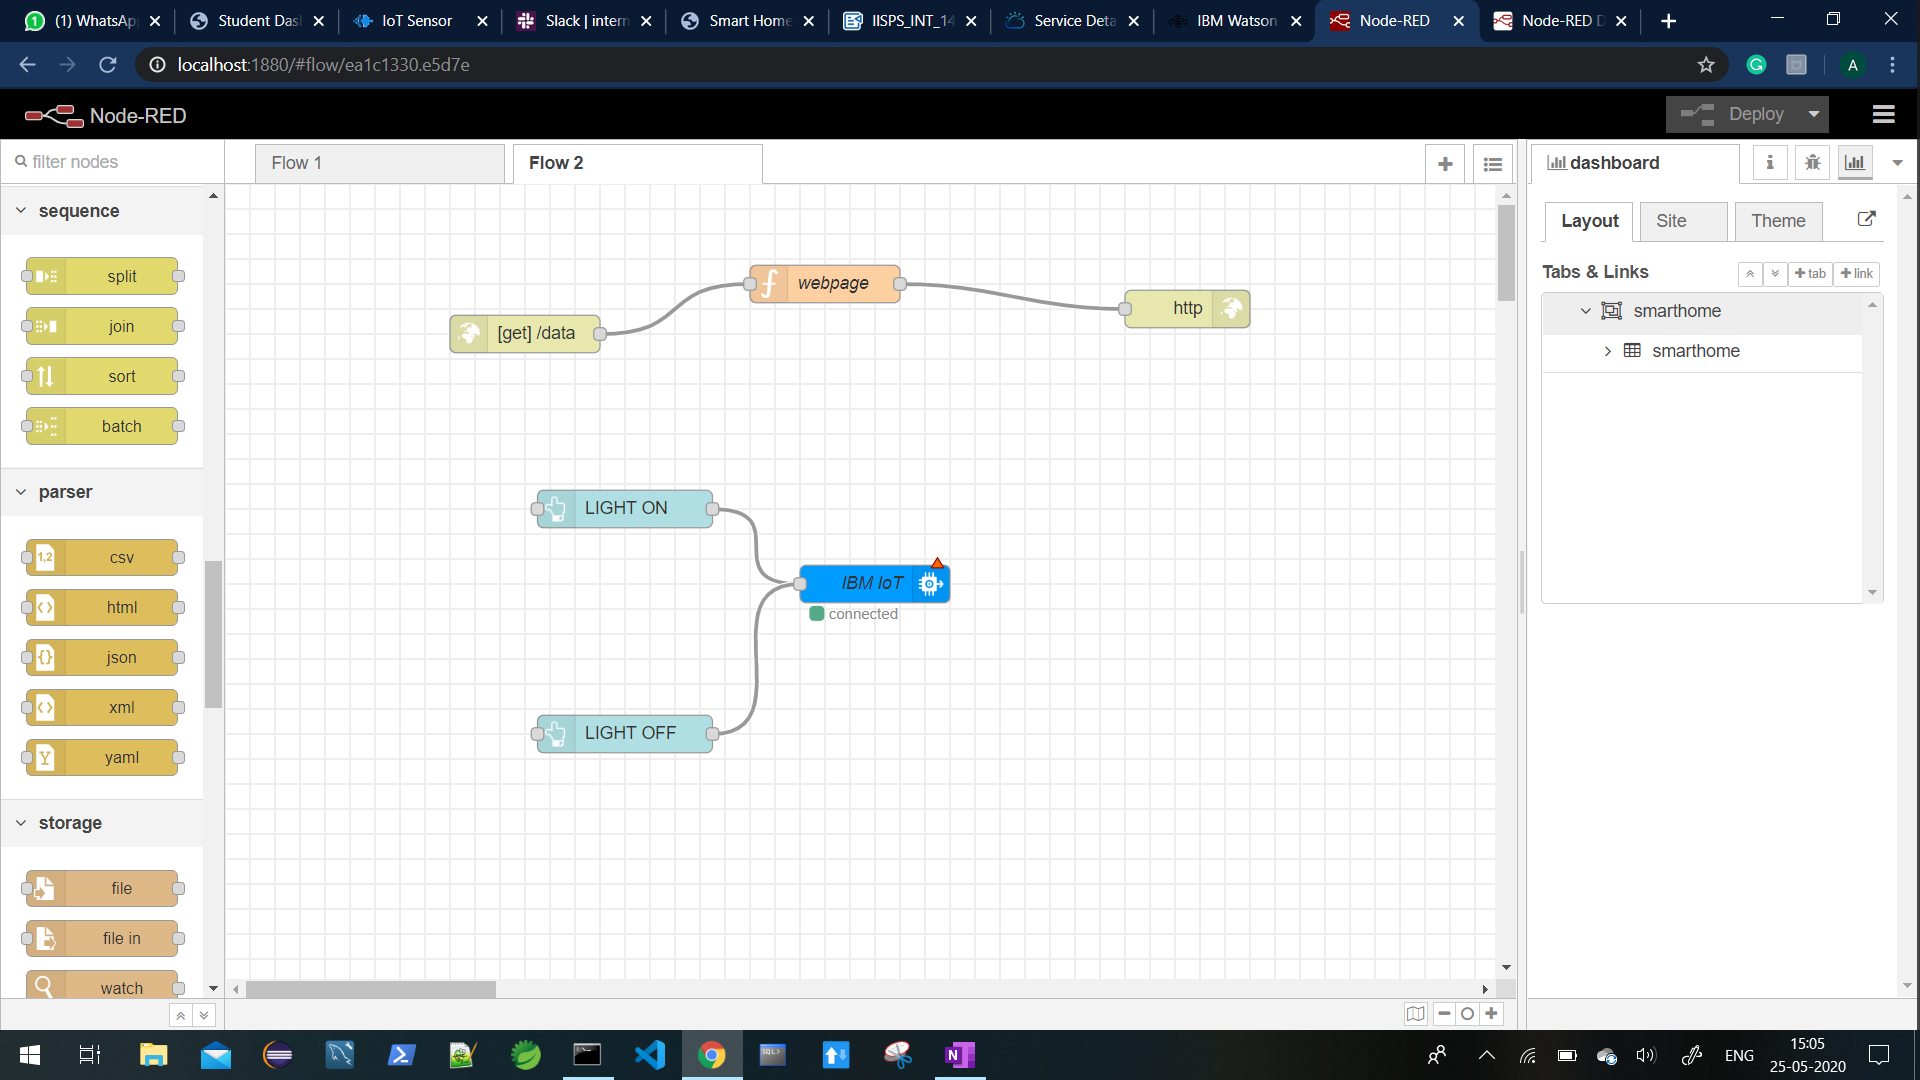 (1) WhatsAp
Student Das
IoT Sensor
Slack | intern
Smart Home
IISPS_INT_14
Service Deta
IBM Watson
Node-RED
Node-RED D
localhost:1880/#flow/ea1c1330.e5d7e
A
Node-RED
Deploy
filter nodes
Flow 1
Flow 2
dashboard
sequence
split
join
sort
batch
parser
csv
html
json
xml
yaml
storage
file
file in
watch
[get] /data
webpage
http
LIGHT ON
IBM IoT
connected
LIGHT OFF
Layout
Site
Theme
Tabs & Links
tab
link
smarthome
smarthome
ENG
15:05
25-05-2020